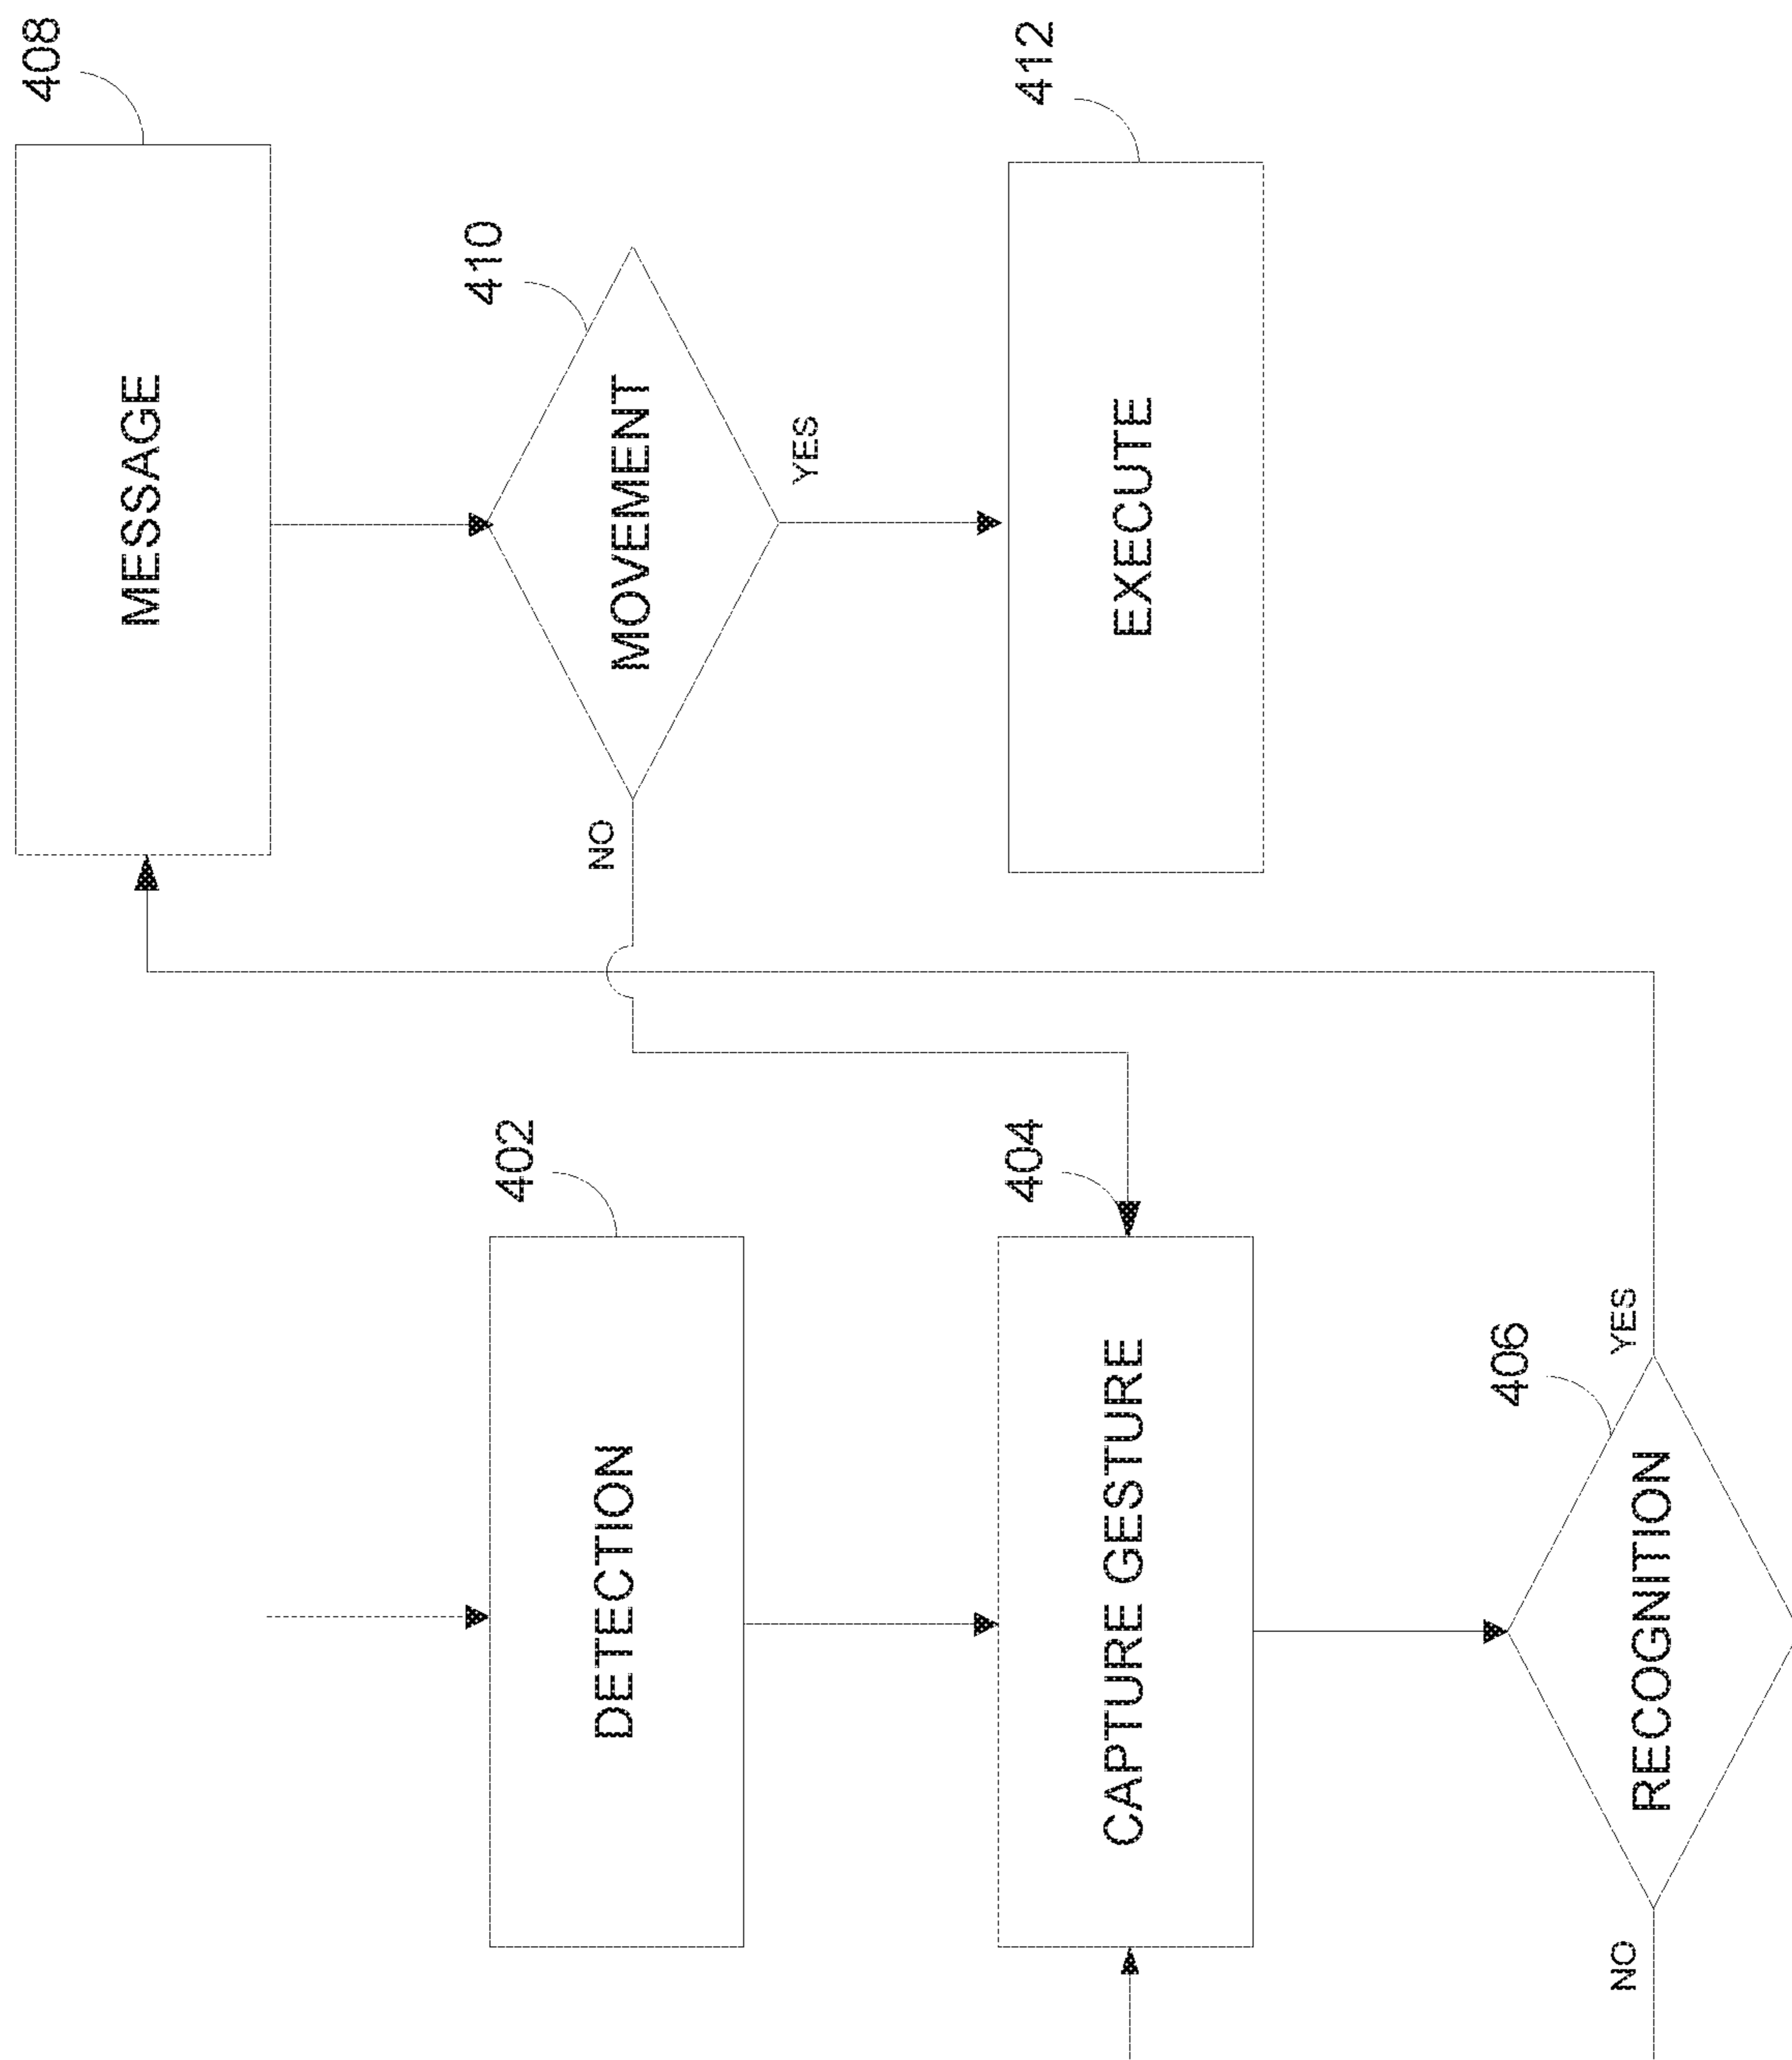 402
DETECTION
404
CAPTURE GESTURE
406
RECOGNITION
NO
YES
408
MESSAGE
410
MOVEMENT
NO
YES
412
EXECUTE